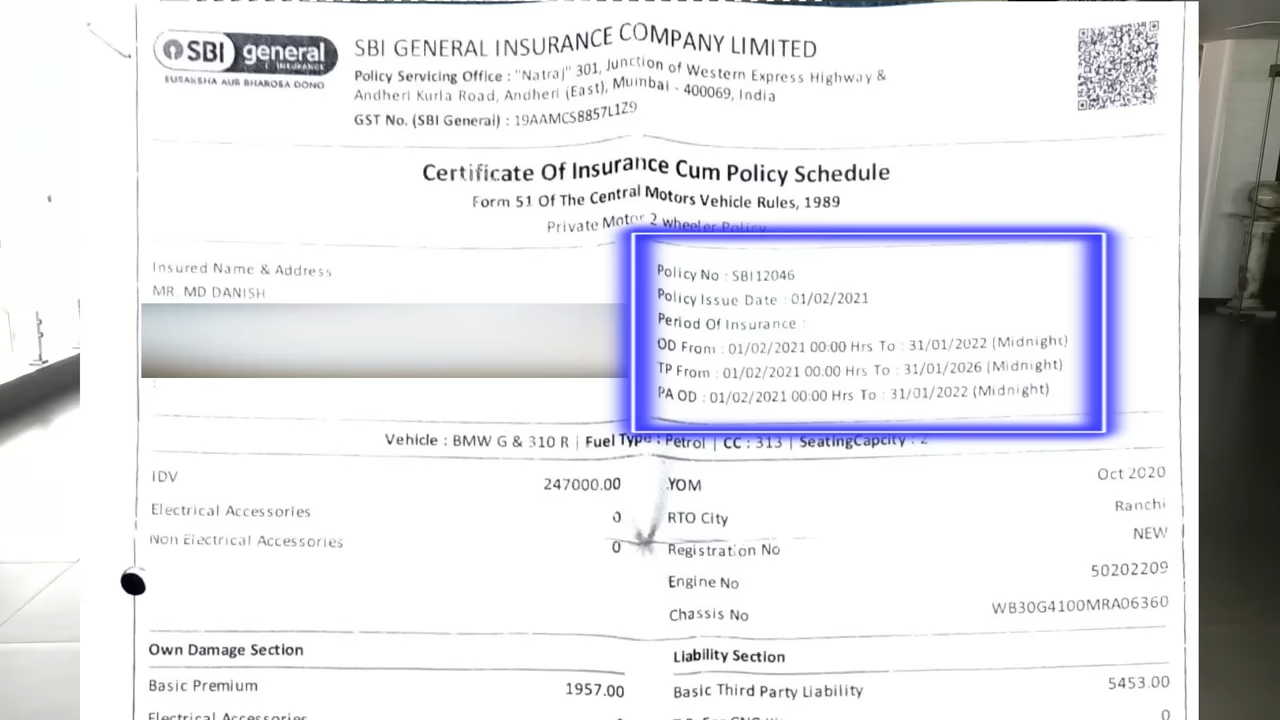 SBI general
INSURANCE
SURAKSHA AUR BHAROSA DONO
SBI GENERAL INSURANCE COMPANY LIMITED
Policy Servicing Office : "Natraj" 301, Junction of Western Express Highway &
Andheri Kurla Road, Andheri (East), Mumbai - 400069, India
GST No. (SBI General) : 19AAMCS8857L1Z9
Certificate Of Insurance Cum Policy Schedule
Form 51 Of The Central Motors Vehicle Rules, 1989
Private Motor 2 wheeler Policy
Insured Name & Address
MR. MD DANISH
:
Policy No : SBI12046
Policy Issue Date : 01/02/2021
Period Of Insurance :
OD From : 01/02/2021 00:00 Hrs To : 31/01/2022 (Midnight)
TP From : 01/02/2021 00:00 Hrs To : 31/01/2026 (Midnight)
PA OD : 01/02/2021 00:00 Hrs To : 31/01/2022 (Midnight)
Vehicle : BMW G & 310 R | Fuel Type : Petrol | CC : 313 | SeatingCapcity : 2
IDV 247000.00
Electrical Accessories 0
Non Electrical Accessories 0
YOM Oct 2020
RTO City Ranchi
Registration No NEW
Engine No 50202209
Chassis No WB30G4100MRA06360
Own Damage Section
Basic Premium 1957.00
Electrical Accessories
Liability Section
Basic Third Party Liability 5453.00
0